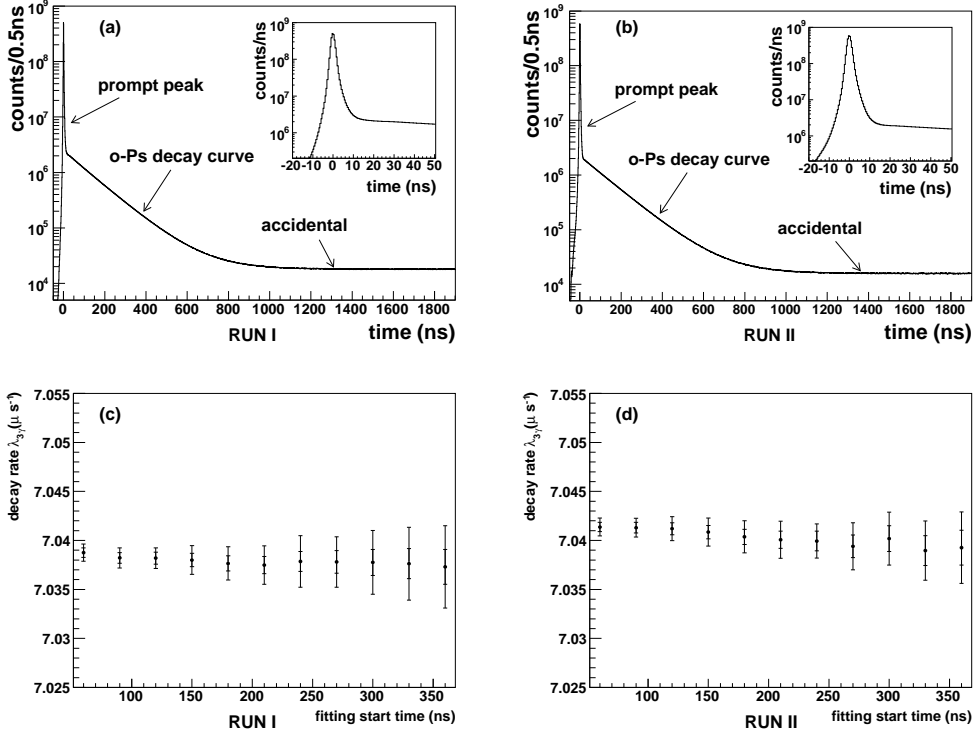 (a)
counts/0.5ns
10⁹
10⁸
10⁷
10⁶
10⁵
10⁴
prompt peak
o-Ps decay curve
accidental
0 200 400 600 800 1000 1200 1400 1600 1800
RUN I
time (ns)
counts/ns
10⁹
10⁸
10⁷
10⁶
-20 -10 0 10 20 30 40 50
time (ns)
(b)
counts/0.5ns
10⁹
10⁸
10⁷
10⁶
10⁵
10⁴
prompt peak
o-Ps decay curve
accidental
0 200 400 600 800 1000 1200 1400 1600 1800
RUN II
time (ns)
counts/ns
10⁹
10⁸
10⁷
10⁶
-20 -10 0 10 20 30 40 50
time (ns)
(c)
decay rate λ₃γ(μ s⁻¹)
7.055
7.05
7.045
7.04
7.035
7.03
7.025
100 150 200 250 300 350
RUN I
fitting start time (ns)
(d)
decay rate λ₃γ(μ s⁻¹)
7.055
7.05
7.045
7.04
7.035
7.03
7.025
100 150 200 250 300 350
RUN II
fitting start time (ns)